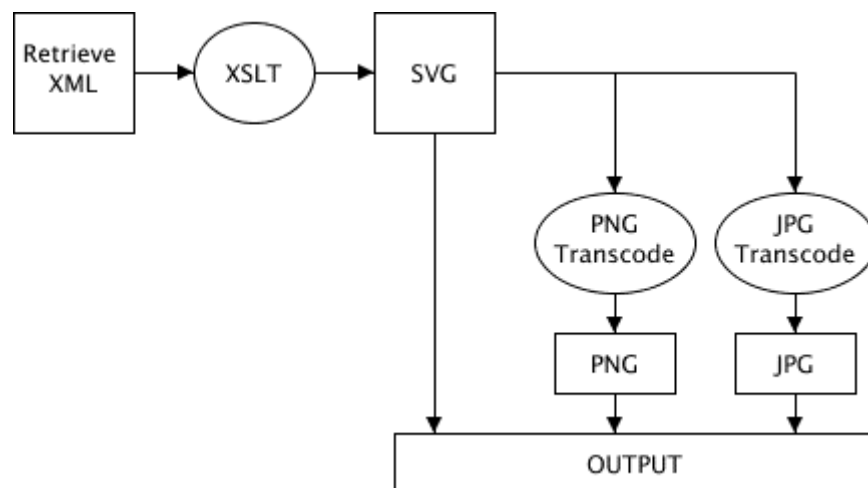 Retrieve
XML
XSLT
SVG
PNG
Transcode
JPG
Transcode
PNG
JPG
OUTPUT